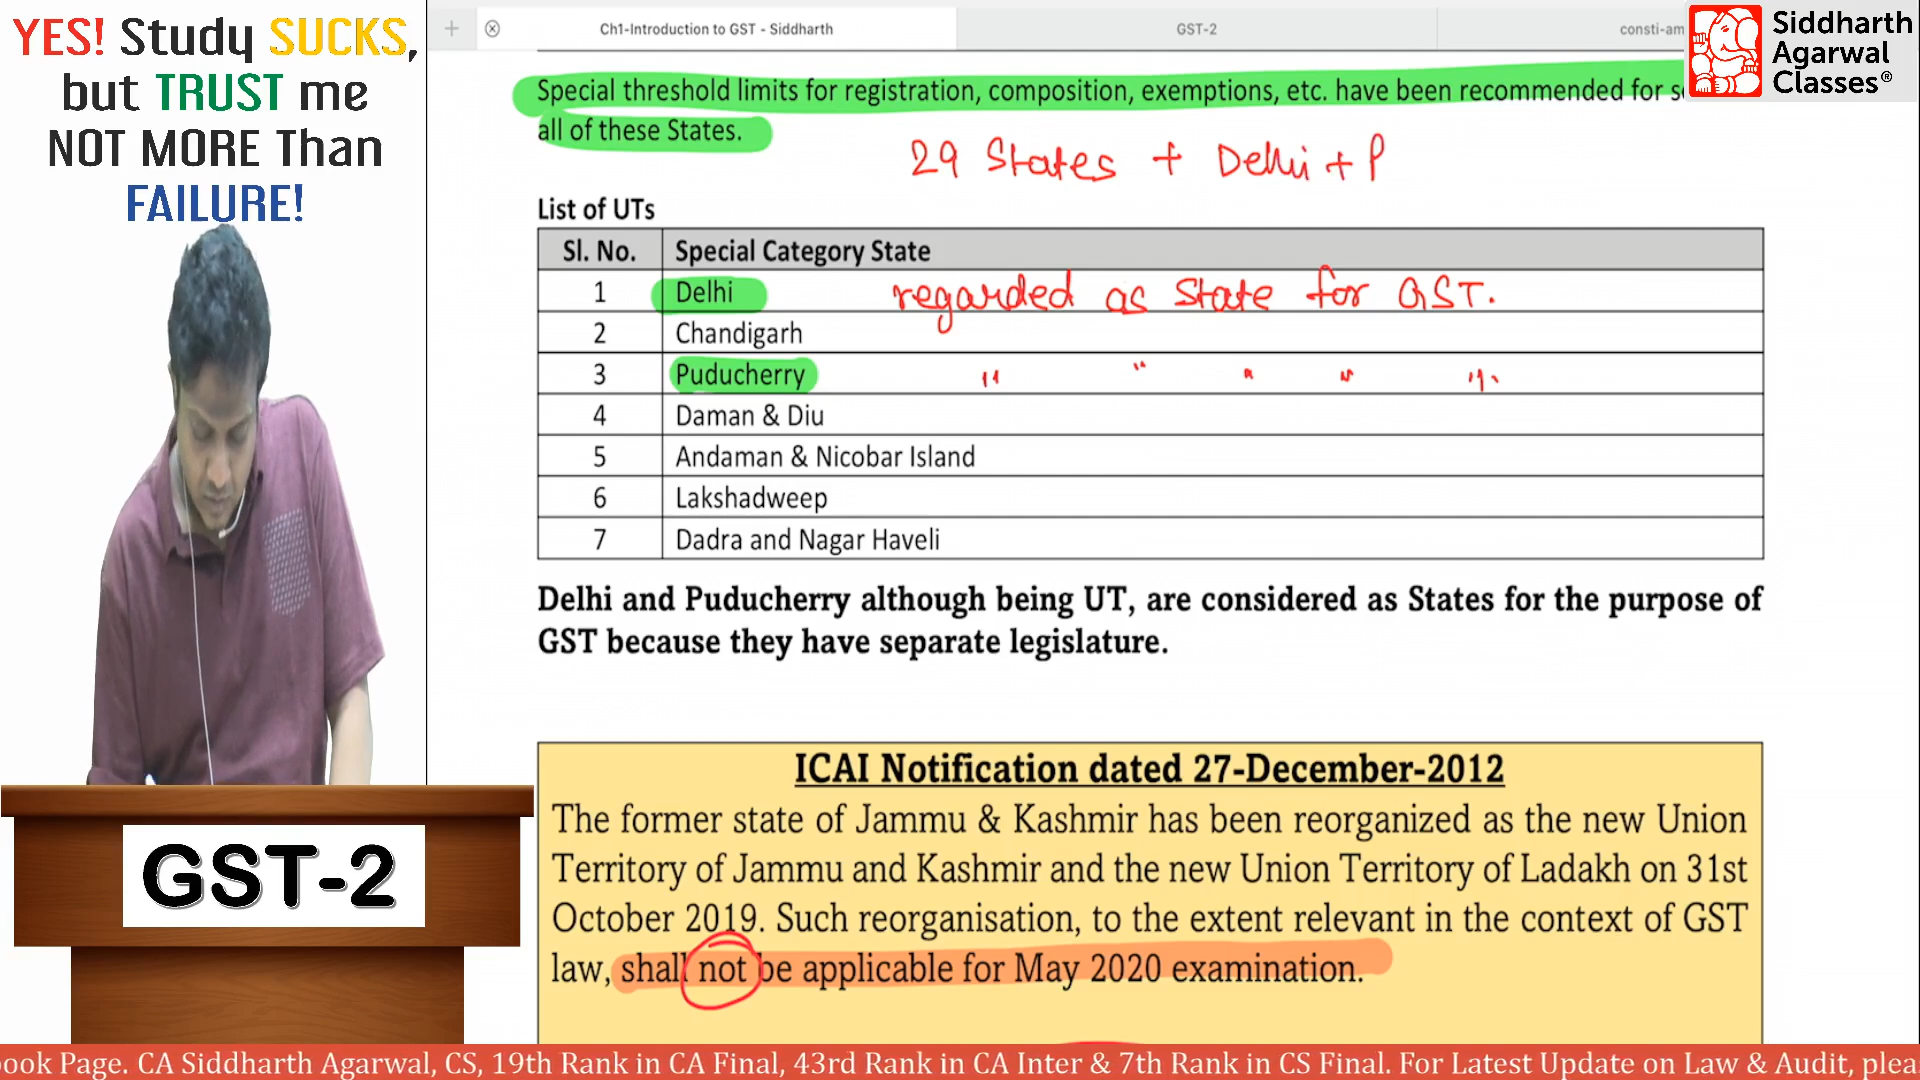 YES! Study SUCKS,
but TRUST me
NOT MORE Than
FAILURE!
Ch1-Introduction to GST - Siddharth
GST-2
consti-am
Siddharth
Agarwal
Classes®
Special threshold limits for registration, composition, exemptions, etc. have been recommended for
all of these States.
29 States + Delhi + P
List of UTs
Sl. No. Special Category State
1 Delhi regarded as State for GST.
2 Chandigarh
3 Puducherry " " " " ".
4 Daman & Diu
5 Andaman & Nicobar Island
6 Lakshadweep
7 Dadra and Nagar Haveli
Delhi and Puducherry although being UT, are considered as States for the purpose of
GST because they have separate legislature.
ICAI Notification dated 27-December-2012
The former state of Jammu & Kashmir has been reorganized as the new Union
Territory of Jammu and Kashmir and the new Union Territory of Ladakh on 31st
October 2019. Such reorganisation, to the extent relevant in the context of GST
law, shall not be applicable for May 2020 examination.
GST-2
ook Page. CA Siddharth Agarwal, CS, 19th Rank in CA Final, 43rd Rank in CA Inter & 7th Rank in CS Final. For Latest Update on Law & Audit, plea